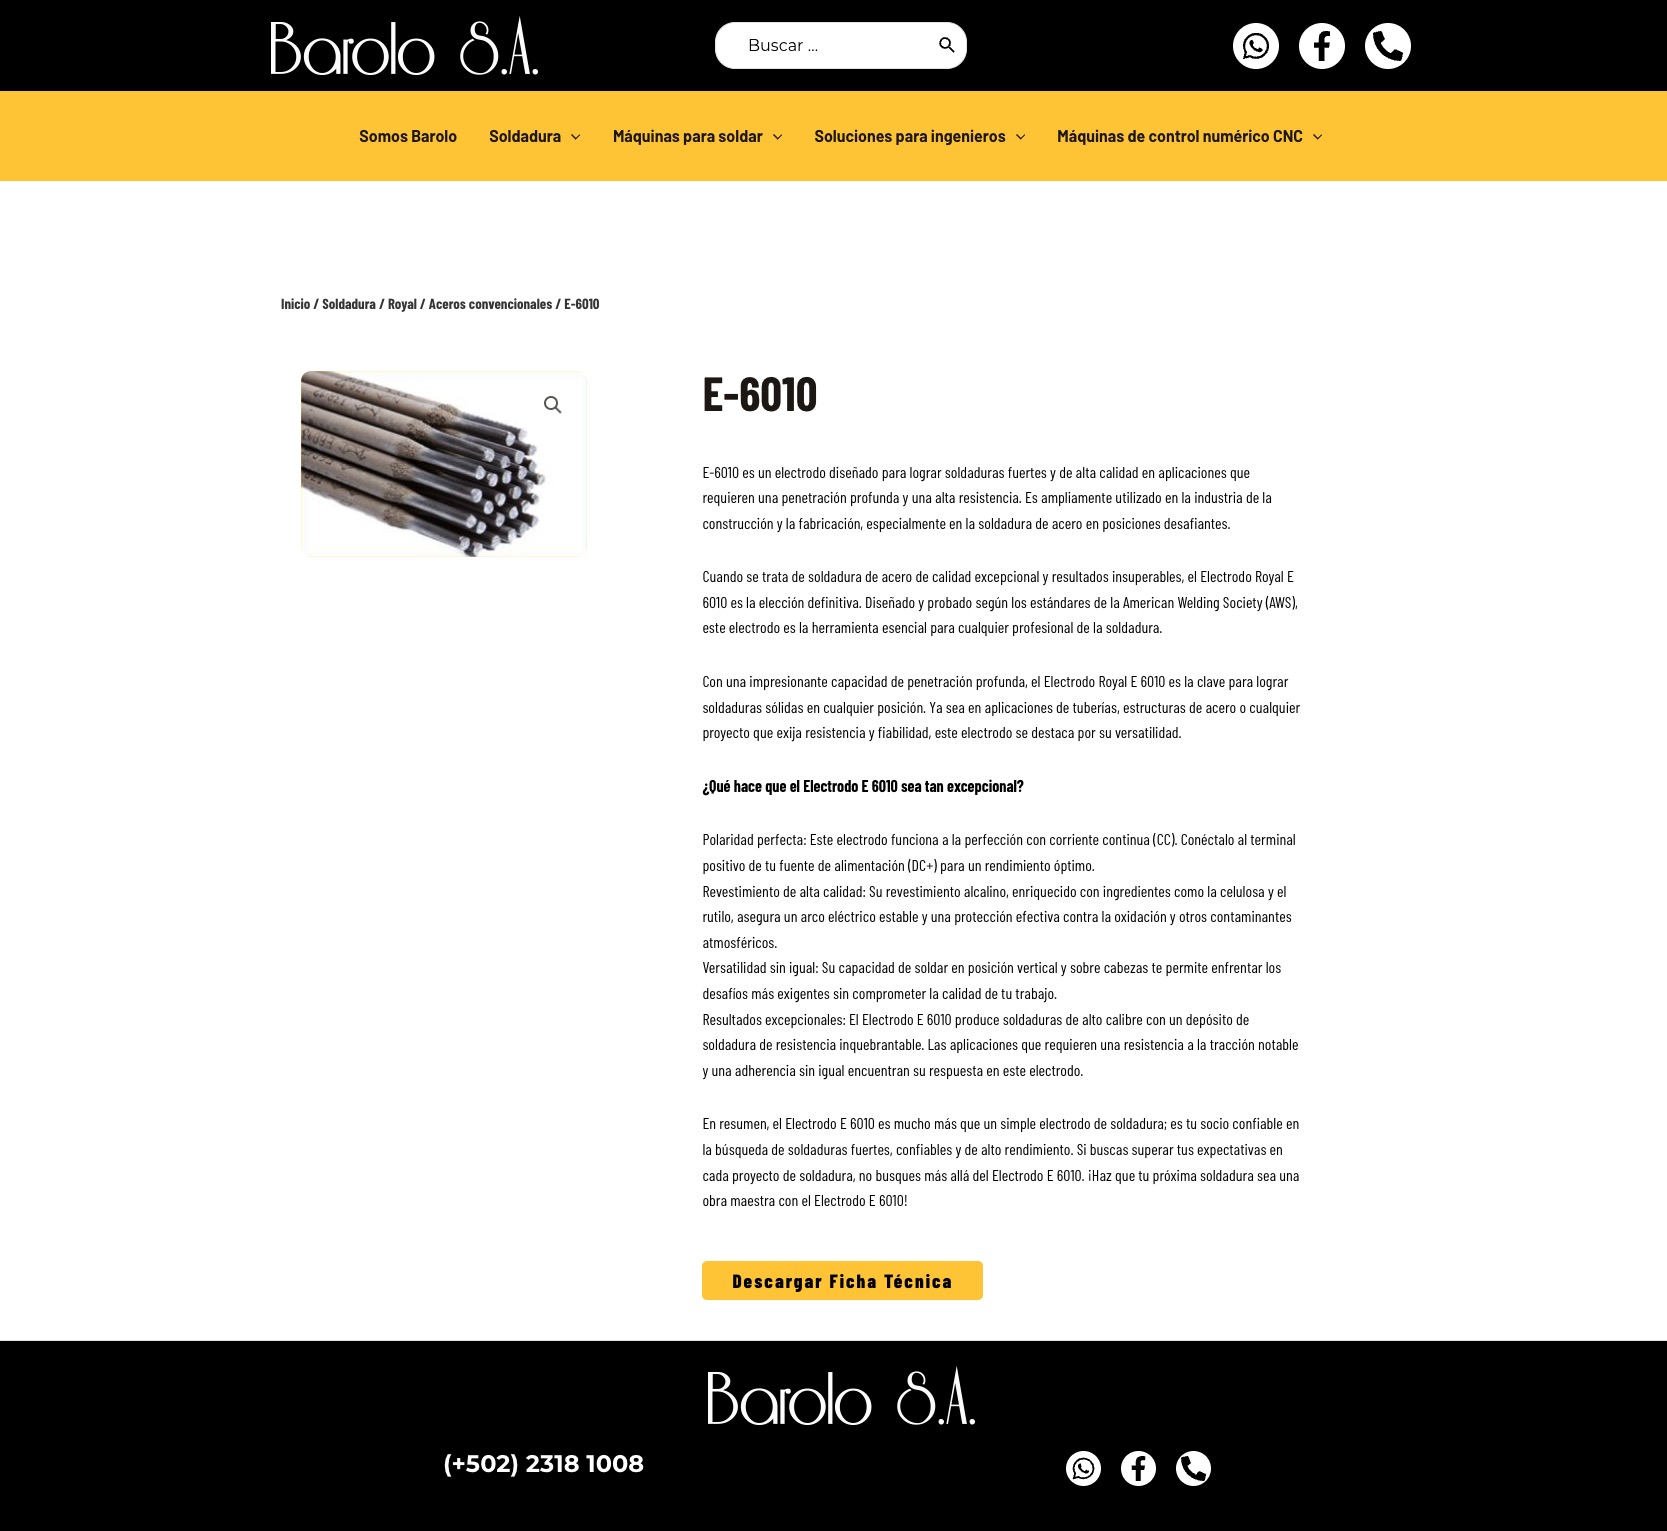 Barolo S.A.
Buscar ...
Somos Barolo
Soldadura
Máquinas para soldar
Soluciones para ingenieros
Máquinas de control numérico CNC
Inicio / Soldadura / Royal / Aceros convencionales / E-6010
E-6010
E-6010 es un electrodo diseñado para lograr soldaduras fuertes y de alta calidad en aplicaciones que
requieren una penetración profunda y una alta resistencia. Es ampliamente utilizado en la industria de la
construcción y la fabricación, especialmente en la soldadura de acero en posiciones desafiantes.
Cuando se trata de soldadura de acero de calidad excepcional y resultados insuperables, el Electrodo Royal E
6010 es la elección definitiva. Diseñado y probado según los estándares de la American Welding Society (AWS),
este electrodo es la herramienta esencial para cualquier profesional de la soldadura.
Con una impresionante capacidad de penetración profunda, el Electrodo Royal E 6010 es la clave para lograr
soldaduras sólidas en cualquier posición. Ya sea en aplicaciones de tuberías, estructuras de acero o cualquier
proyecto que exija resistencia y fiabilidad, este electrodo se destaca por su versatilidad.
¿Qué hace que el Electrodo E 6010 sea tan excepcional?
Polaridad perfecta: Este electrodo funciona a la perfección con corriente continua (CC). Conéctalo al terminal
positivo de tu fuente de alimentación (DC+) para un rendimiento óptimo.
Revestimiento de alta calidad: Su revestimiento alcalino, enriquecido con ingredientes como la celulosa y el
rutilo, asegura un arco eléctrico estable y una protección efectiva contra la oxidación y otros contaminantes
atmosféricos.
Versatilidad sin igual: Su capacidad de soldar en posición vertical y sobre cabezas te permite enfrentar los
desafíos más exigentes sin comprometer la calidad de tu trabajo.
Resultados excepcionales: El Electrodo E 6010 produce soldaduras de alto calibre con un depósito de
soldadura de resistencia inquebrantable. Las aplicaciones que requieren una resistencia a la tracción notable
y una adherencia sin igual encuentran su respuesta en este electrodo.
En resumen, el Electrodo E 6010 es mucho más que un simple electrodo de soldadura; es tu socio confiable en
la búsqueda de soldaduras fuertes, confiables y de alto rendimiento. Si buscas superar tus expectativas en
cada proyecto de soldadura, no busques más allá del Electrodo E 6010. ¡Haz que tu próxima soldadura sea una
obra maestra con el Electrodo E 6010!
Descargar Ficha Técnica
Barolo S.A.
(+502) 2318 1008